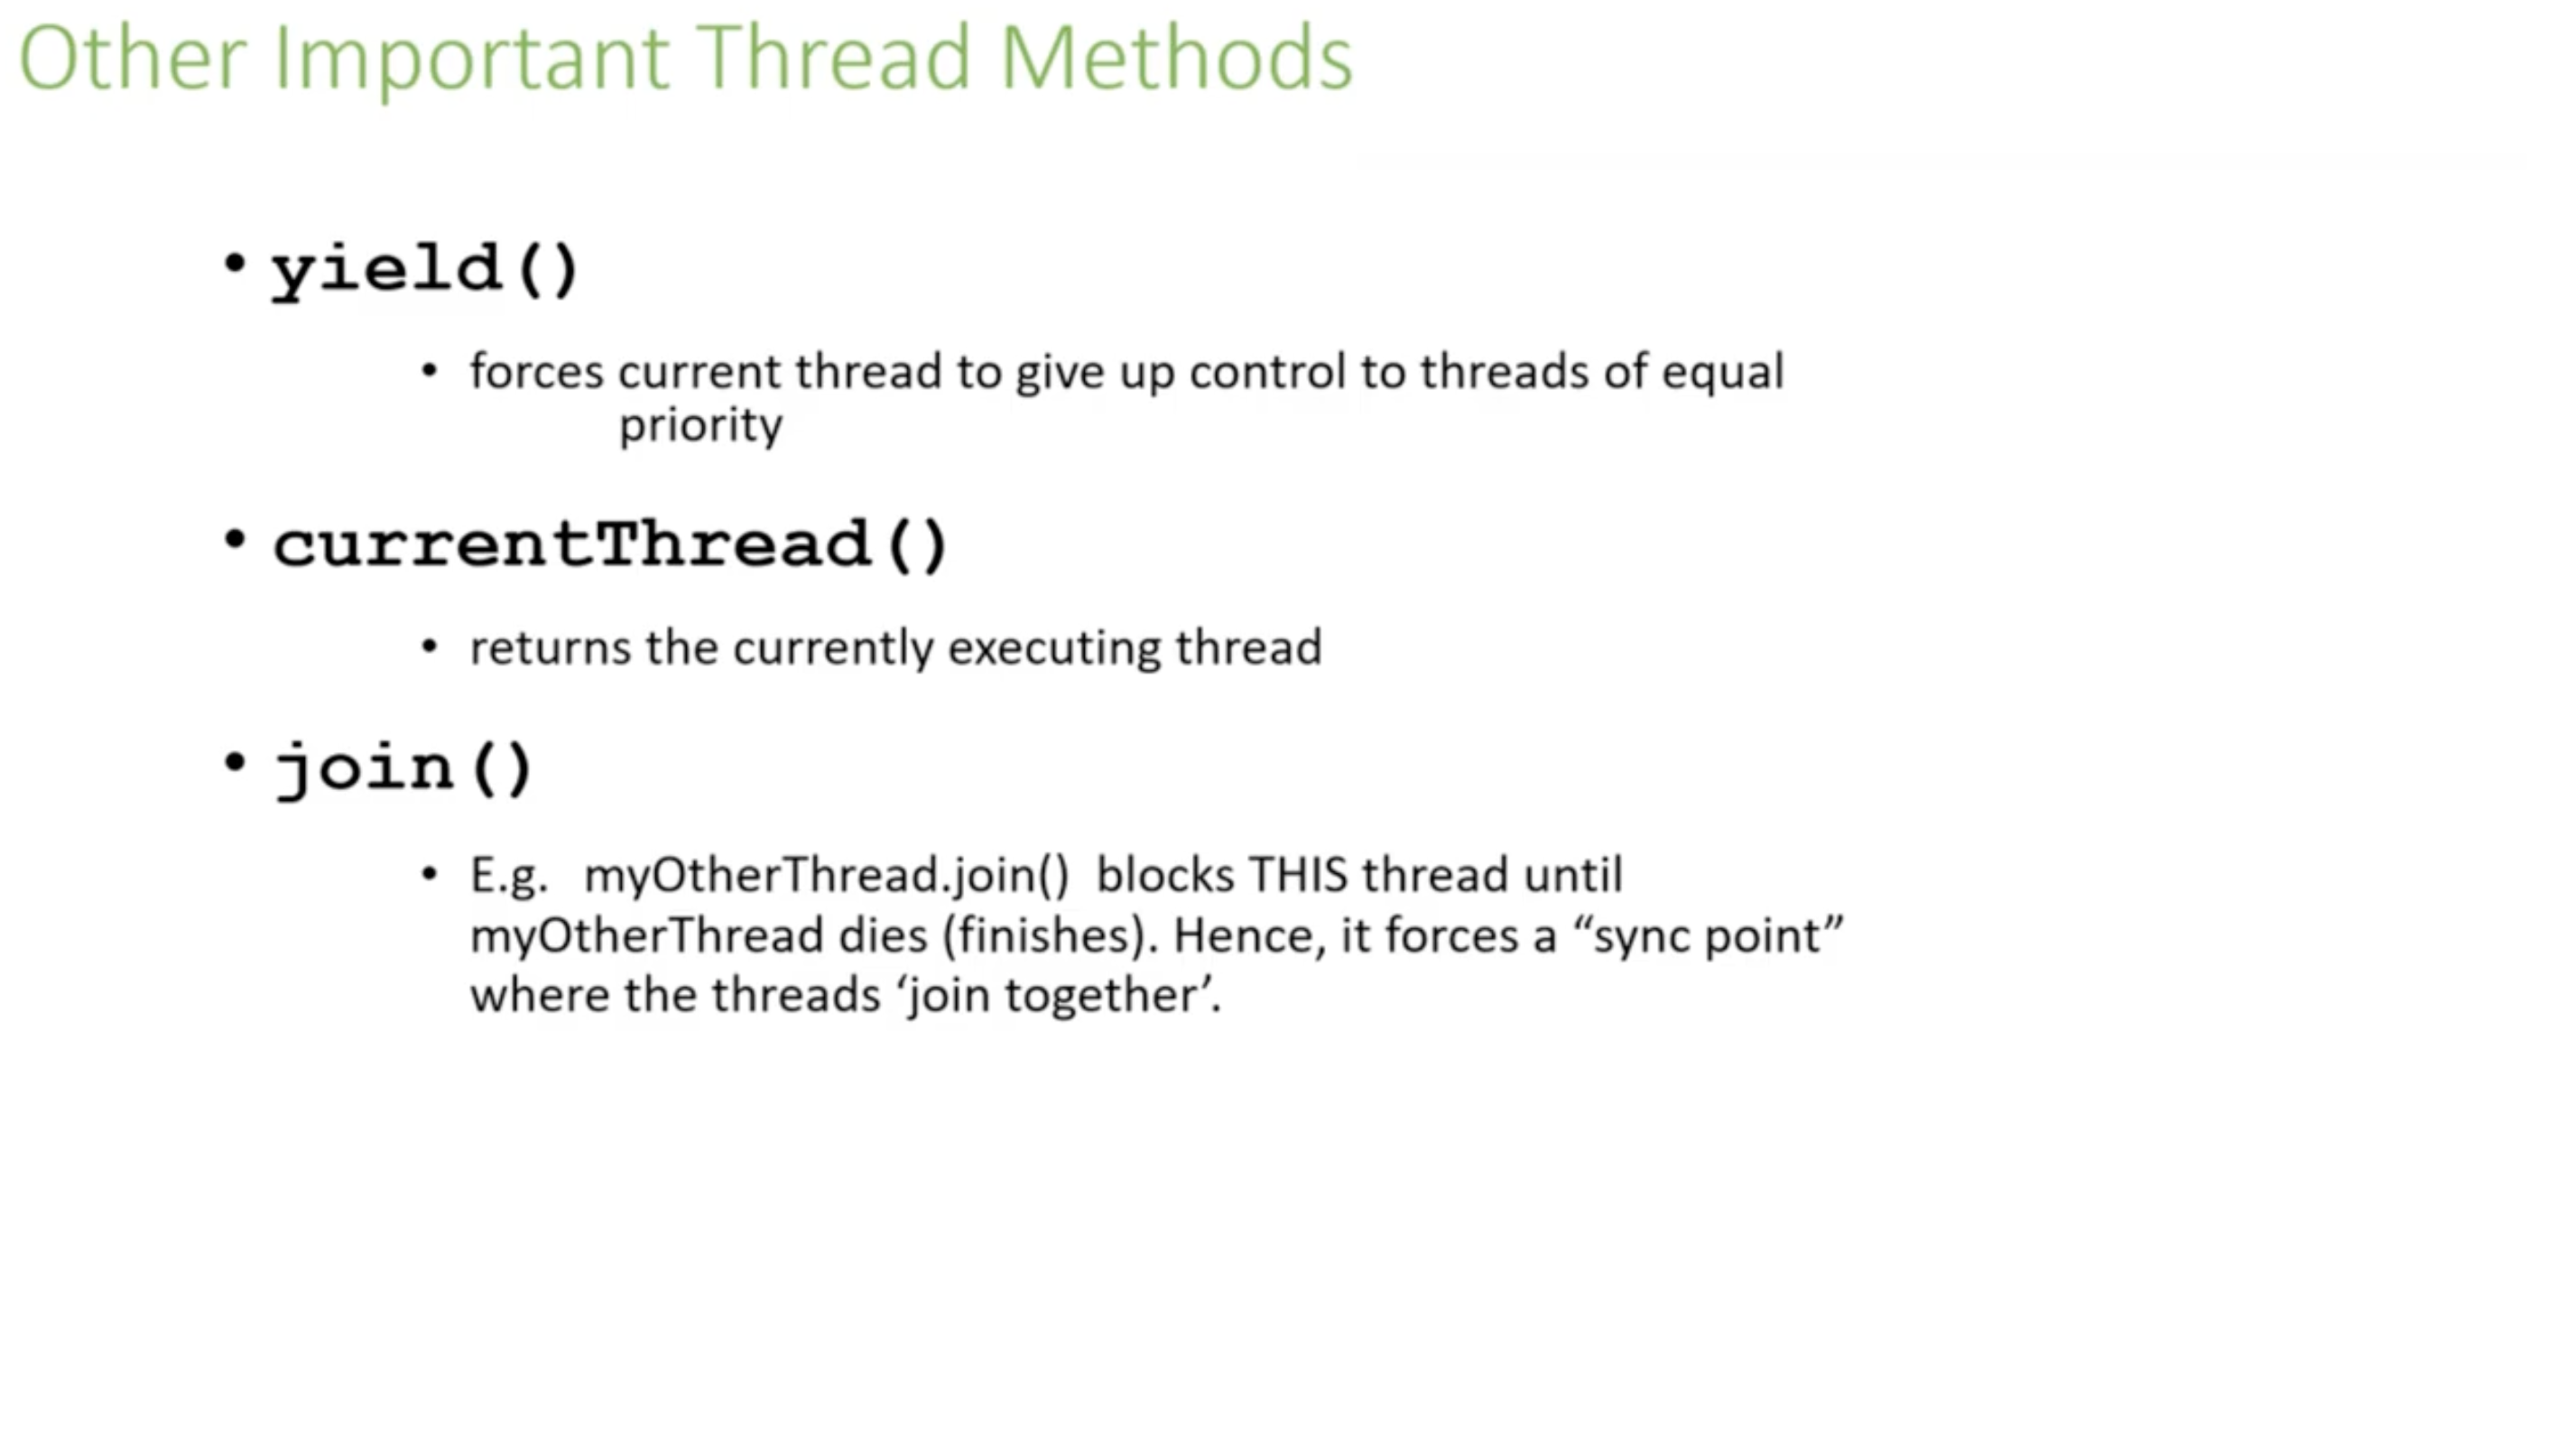 Other Important Thread Methods
• yield()
• forces current thread to give up control to threads of equal
priority
• currentThread()
• returns the currently executing thread
• join()
• E.g. myOtherThread.join() blocks THIS thread until
myOtherThread dies (finishes). Hence, it forces a “sync point”
where the threads ‘join together’.